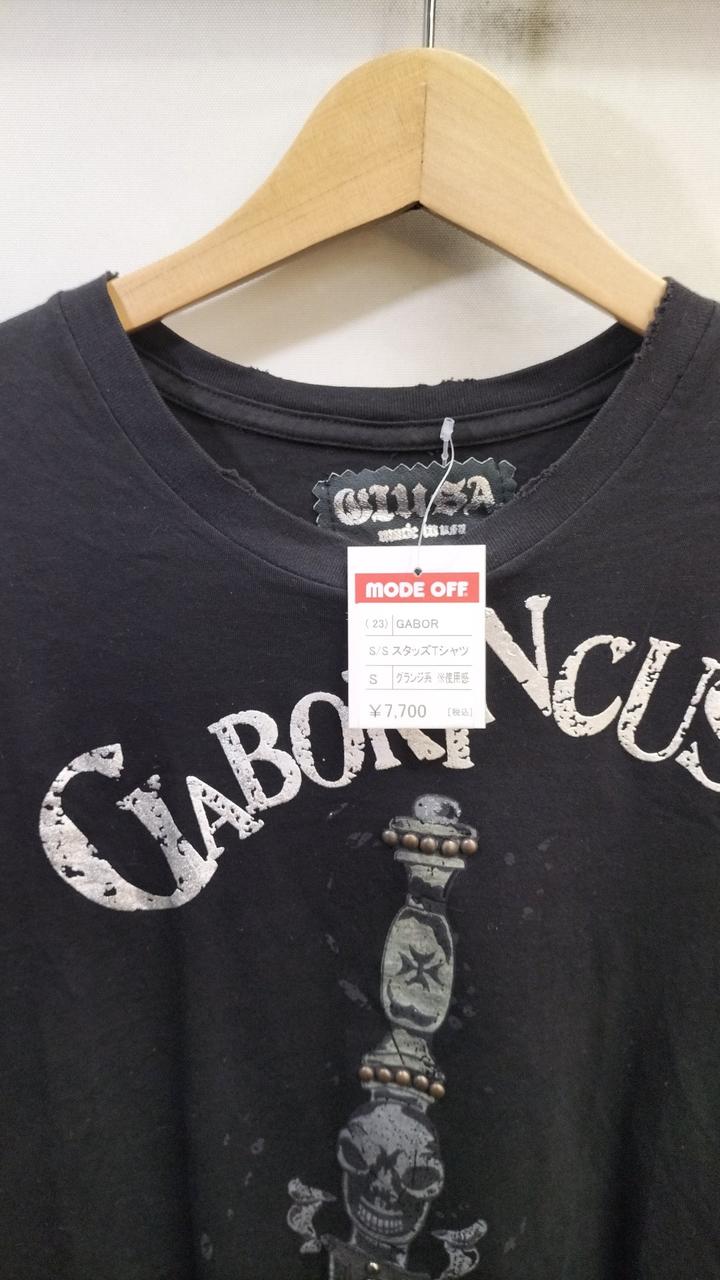 GIUSA
made in usa
MODE OFF
(23) GABOR
S/S スタッズTシャツ
S グランジ系 ※使用感
¥7,700 [税込]
GABOR NCUS